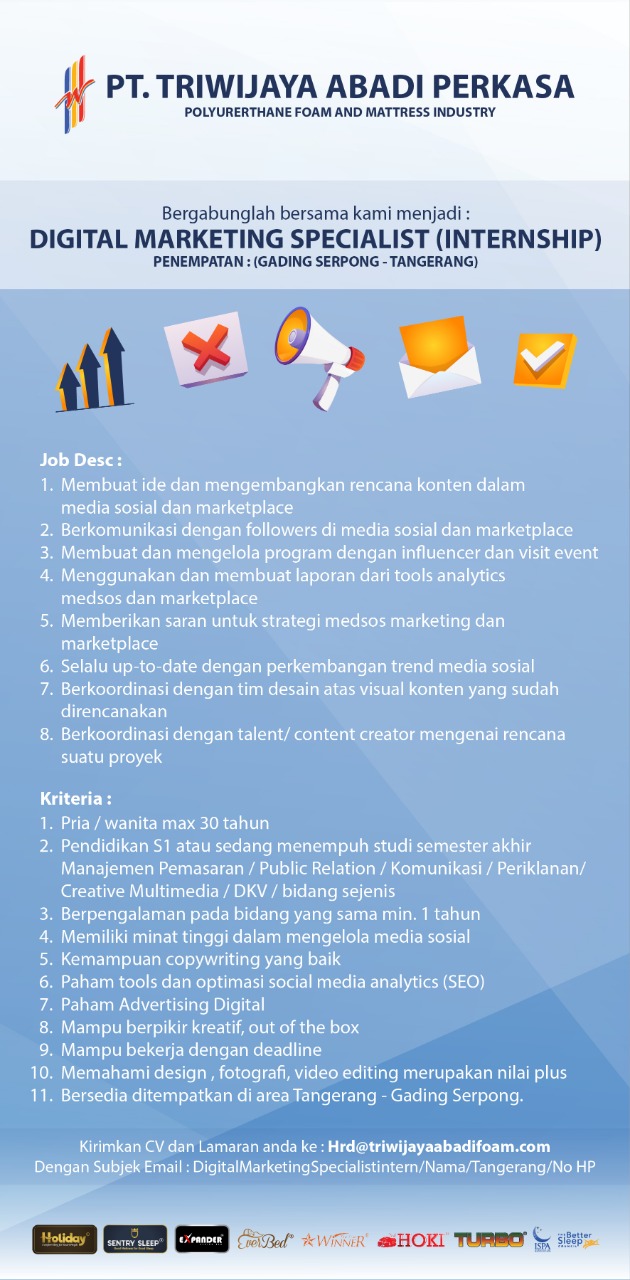 PT. TRIWIJAYA ABADI PERKASA
POLYURERTHANE FOAM AND MATTRESS INDUSTRY
Bergabunglah bersama kami menjadi :
DIGITAL MARKETING SPECIALIST (INTERNSHIP)
PENEMPATAN : (GADING SERPONG - TANGERANG)
Job Desc :
1. Membuat ide dan mengembangkan rencana konten dalam
media sosial dan marketplace
2. Berkomunikasi dengan followers di media sosial dan marketplace
3. Membuat dan mengelola program dengan influencer dan visit event
4. Menggunakan dan membuat laporan dari tools analytics
medsos dan marketplace
5. Memberikan saran untuk strategi medsos marketing dan
marketplace
6. Selalu up-to-date dengan perkembangan trend media sosial
7. Berkoordinasi dengan tim desain atas visual konten yang sudah
direncanakan
8. Berkoordinasi dengan talent/ content creator mengenai rencana
suatu proyek
Kriteria :
1. Pria / wanita max 30 tahun
2. Pendidikan S1 atau sedang menempuh studi semester akhir
Manajemen Pemasaran / Public Relation / Komunikasi / Periklanan/
Creative Multimedia / DKV / bidang sejenis
3. Berpengalaman pada bidang yang sama min. 1 tahun
4. Memiliki minat tinggi dalam mengelola media sosial
5. Kemampuan copywriting yang baik
6. Paham tools dan optimasi social media analytics (SEO)
7. Paham Advertising Digital
8. Mampu berpikir kreatif, out of the box
9. Mampu bekerja dengan deadline
10. Memahami design , fotografi, video editing merupakan nilai plus
11. Bersedia ditempatkan di area Tangerang - Gading Serpong.
Kirimkan CV dan Lamaran anda ke : Hrd@triwijayaabadifoam.com
Dengan Subjek Email : DigitalMarketingSpecialistintern/Nama/Tangerang/No HP
Holiday SENTRY SLEEP EXPANDER EverBed WINNER HOKI TURBO ISPA Better Sleep